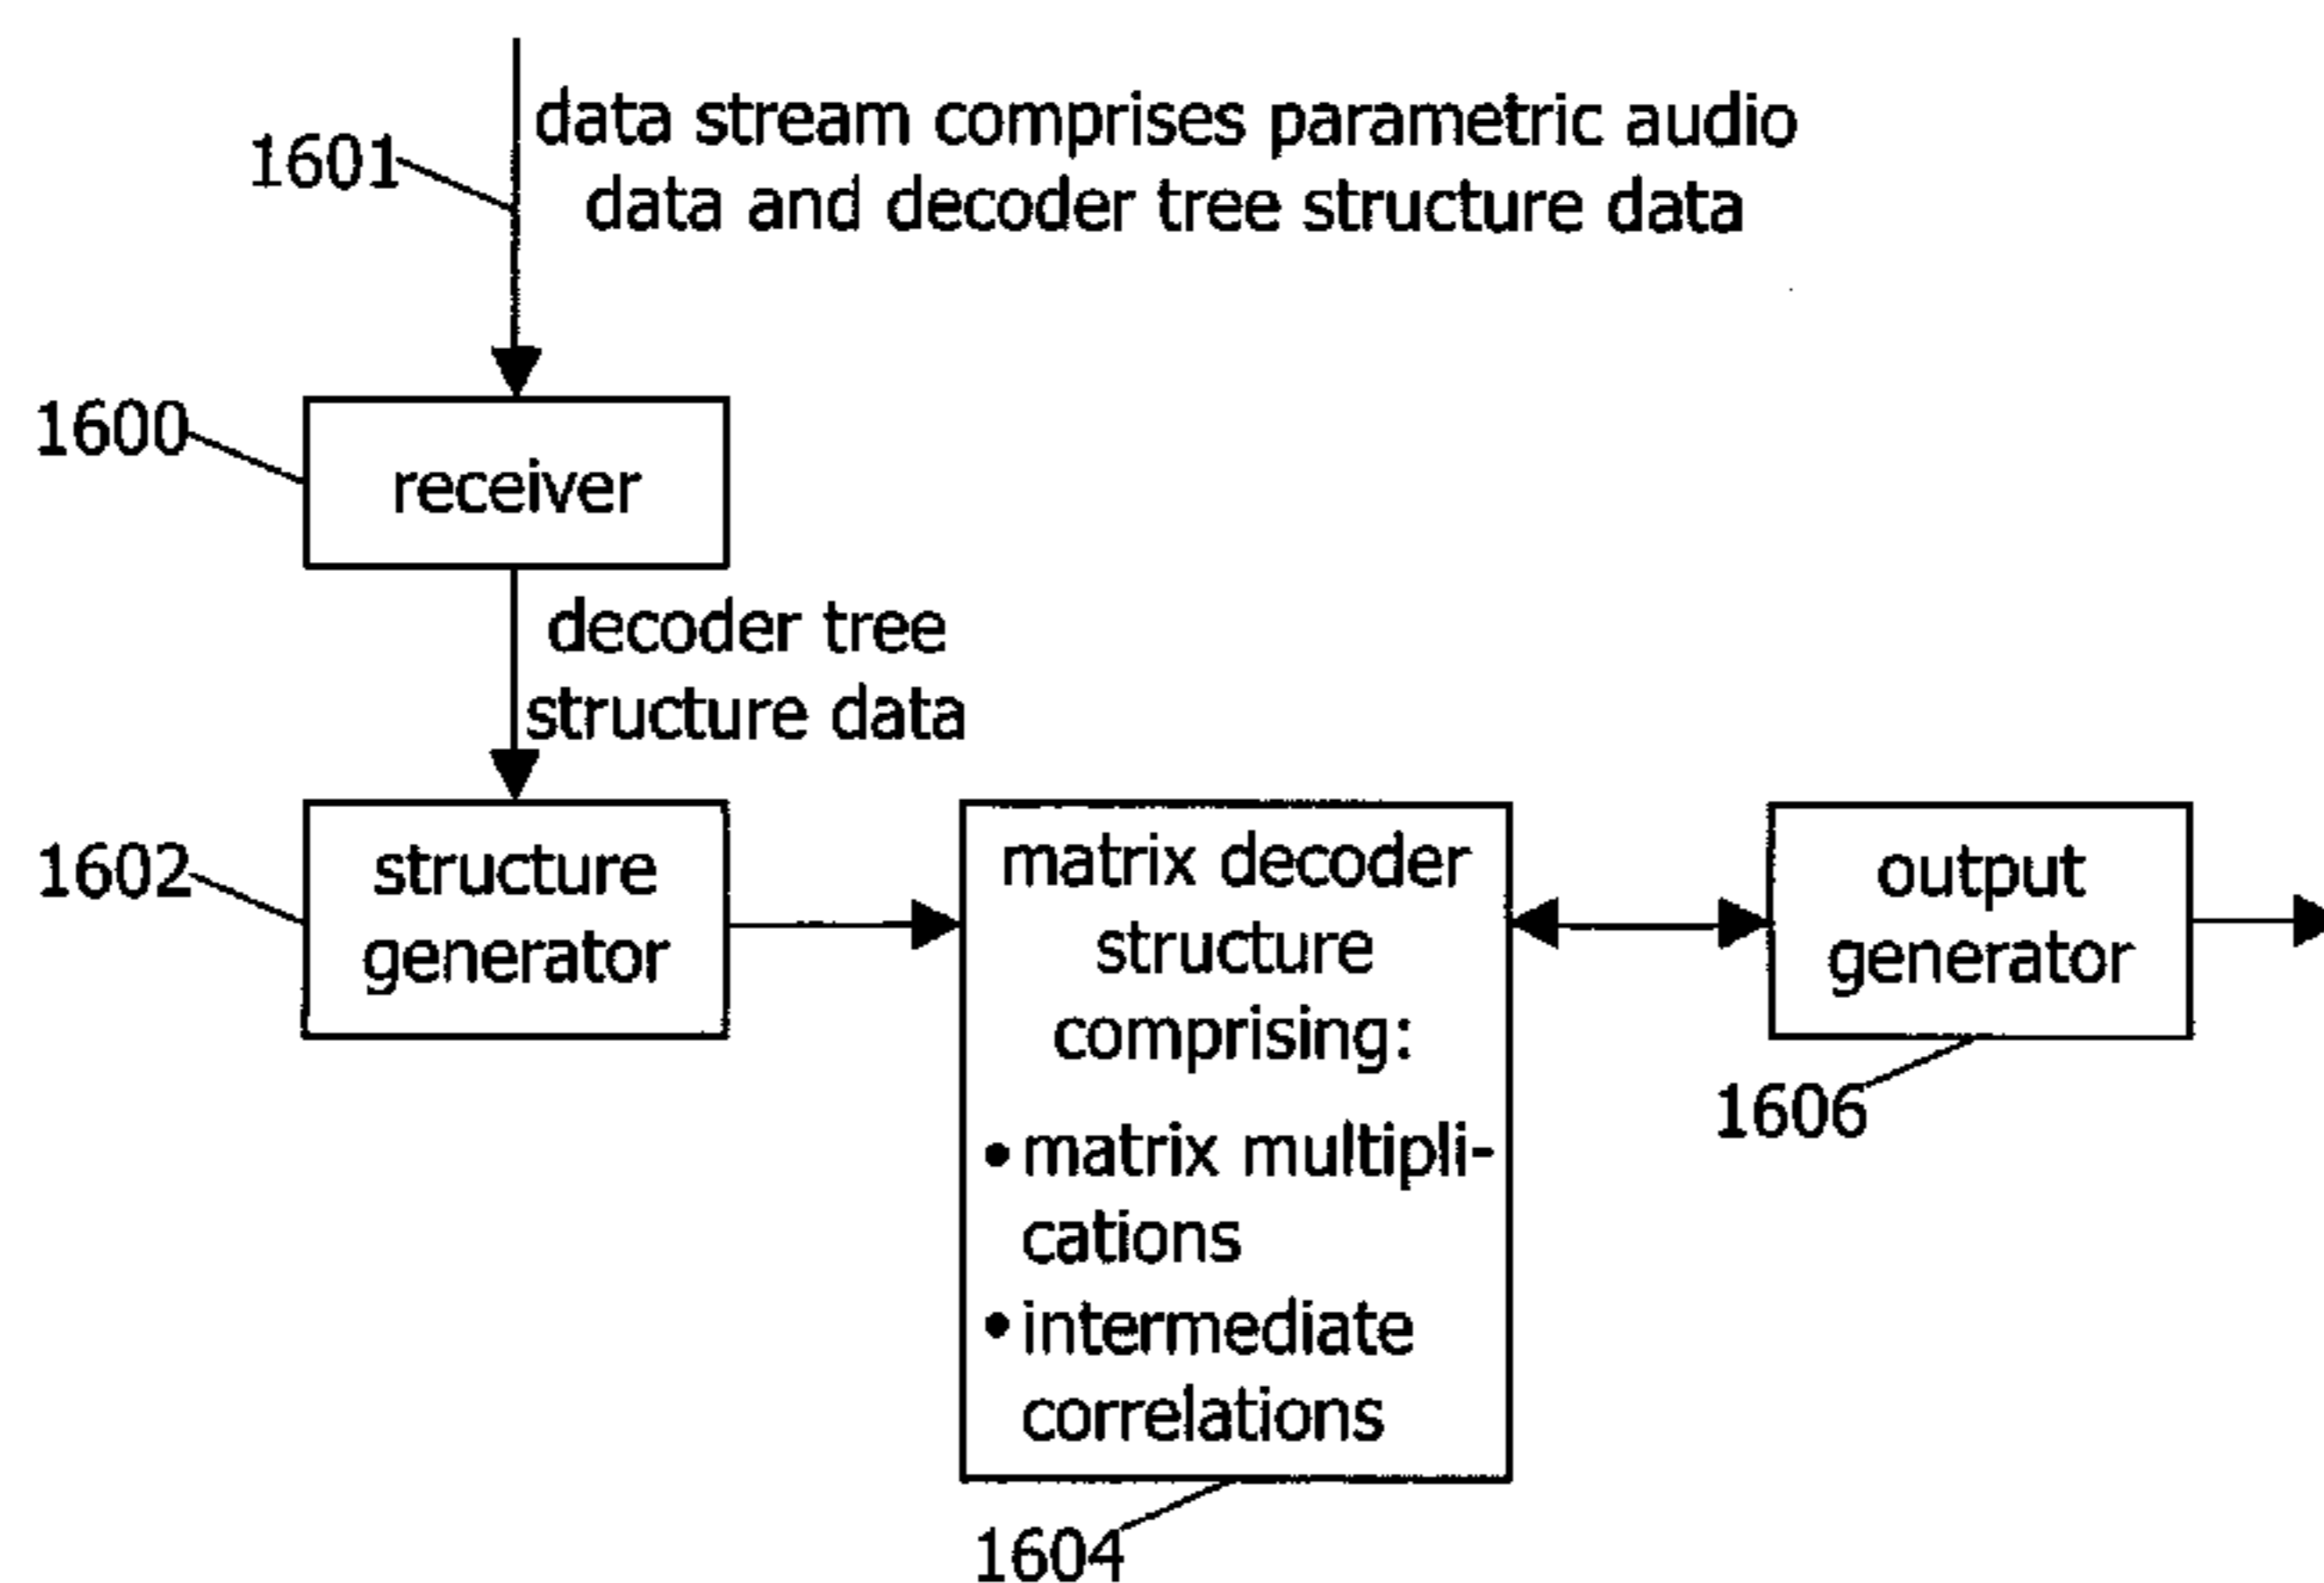 data stream comprises parametric audio
data and decoder tree structure data
1601
1600
receiver
decoder tree
structure data
1602
structure
generator
matrix decoder
structure
comprising:
• matrix multipli-
cations
• intermediate
correlations
1604
output
generator
1606